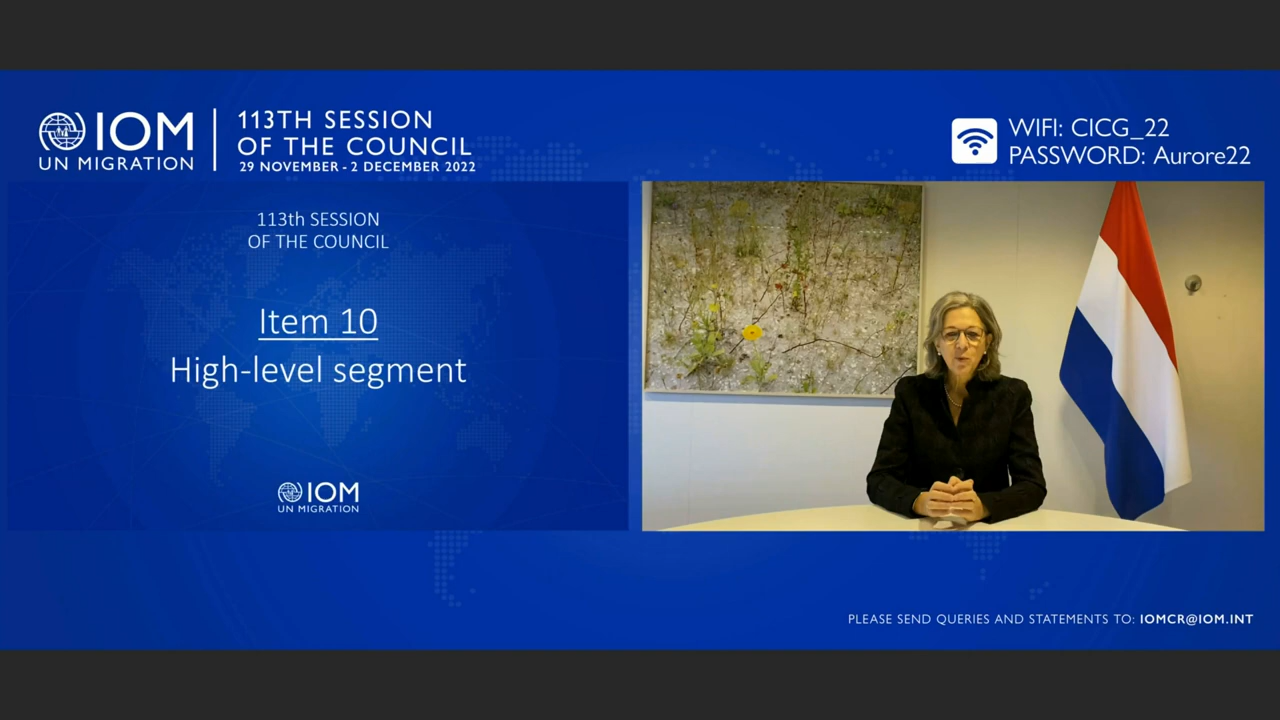 IOM
UN MIGRATION
113TH SESSION
OF THE COUNCIL
29 NOVEMBER - 2 DECEMBER 2022
WIFI: CICG_22
PASSWORD: Aurore22
113th SESSION
OF THE COUNCIL
Item 10
High-level segment
IOM
UN MIGRATION
PLEASE SEND QUERIES AND STATEMENTS TO: IOMCR@IOM.INT